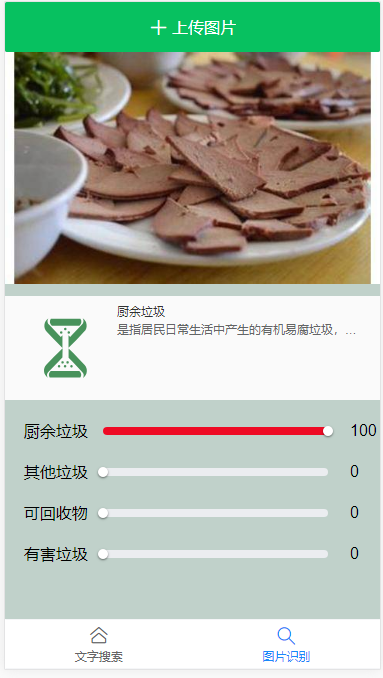 上传图片
厨余垃圾
是指居民日常生活中产生的有机易腐垃圾，...
厨余垃圾 100
其他垃圾 0
可回收物 0
有害垃圾 0
文字搜索 图片识别